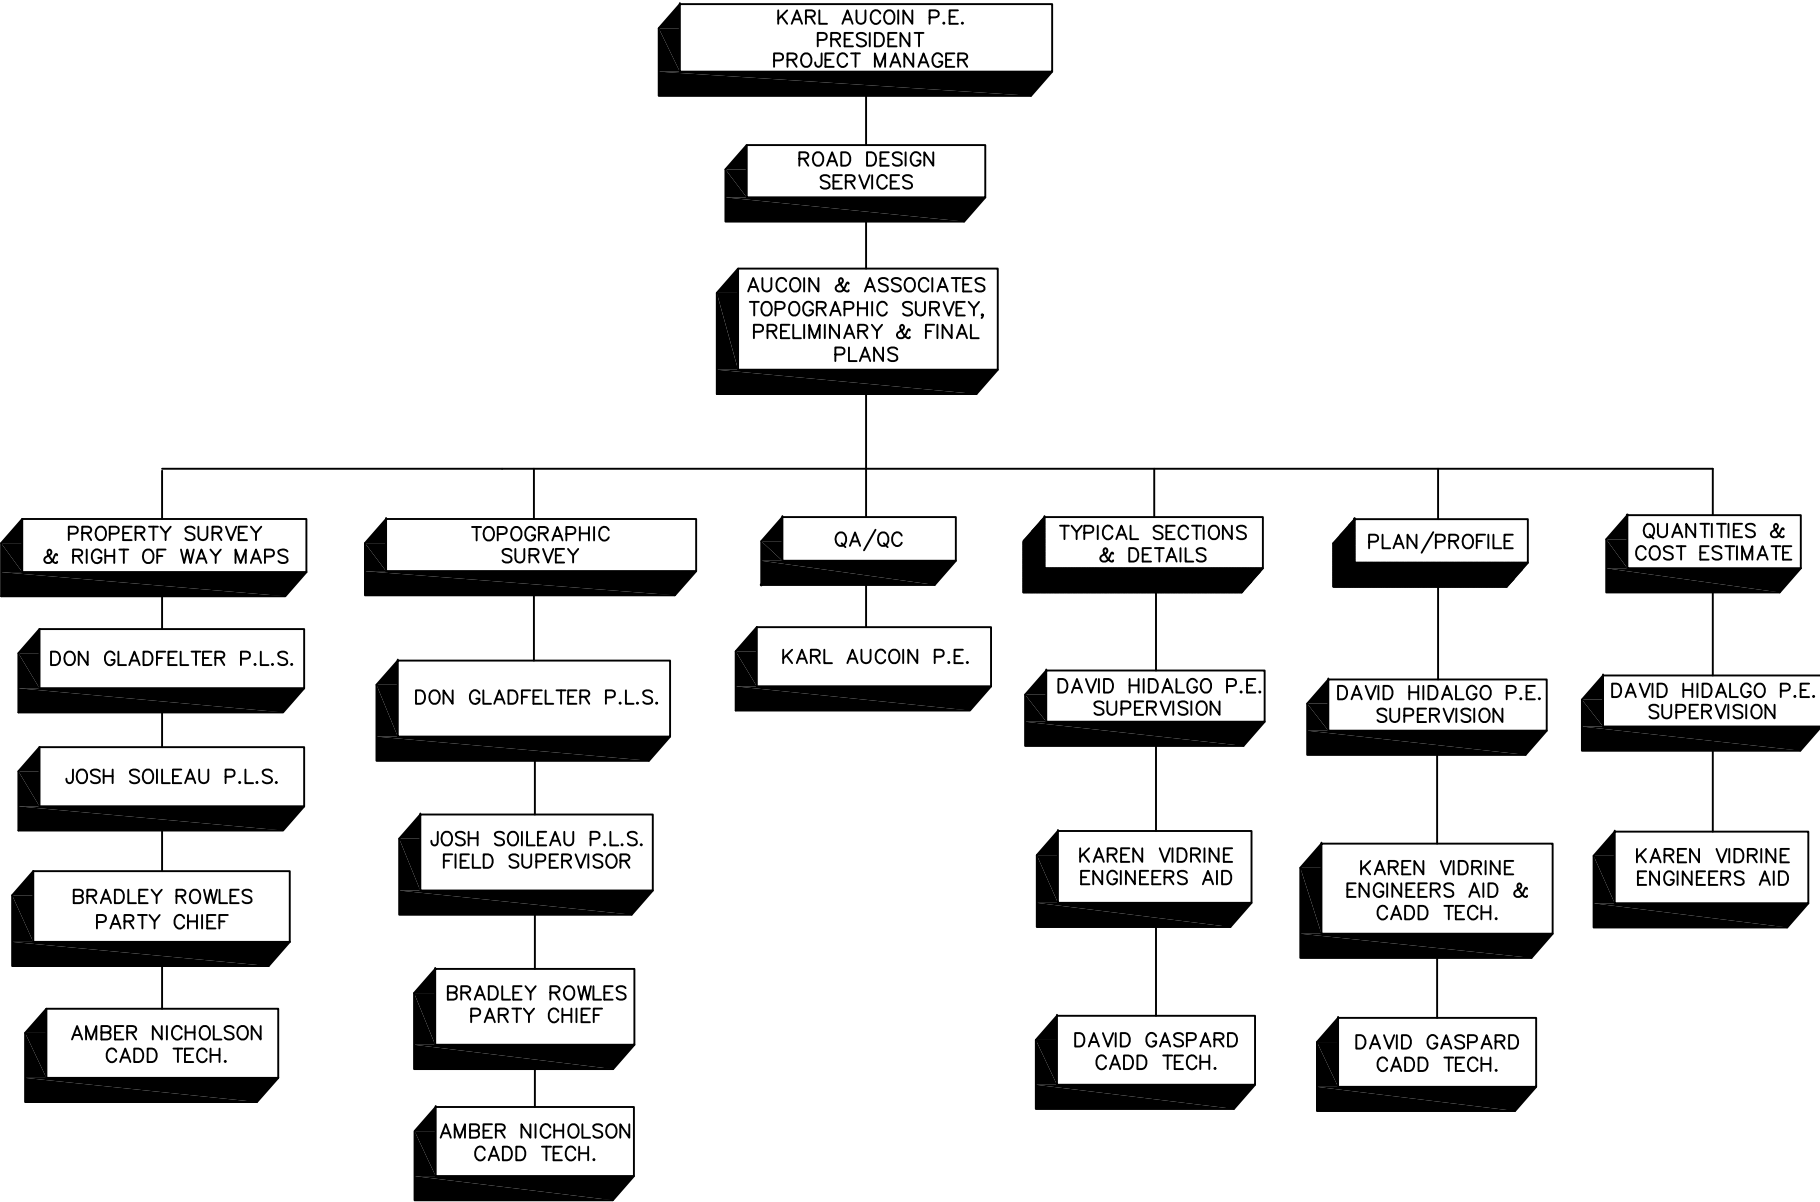 KARL AUCOIN P.E.
PRESIDENT
PROJECT MANAGER
ROAD DESIGN
SERVICES
AUCOIN & ASSOCIATES
TOPOGRAPHIC SURVEY,
PRELIMINARY & FINAL
PLANS
PROPERTY SURVEY
& RIGHT OF WAY MAPS
DON GLADFELTER P.L.S.
JOSH SOILEAU P.L.S.
BRADLEY ROWLES
PARTY CHIEF
AMBER NICHOLSON
CADD TECH.
TOPOGRAPHIC
SURVEY
DON GLADFELTER P.L.S.
JOSH SOILEAU P.L.S.
FIELD SUPERVISOR
BRADLEY ROWLES
PARTY CHIEF
AMBER NICHOLSON
CADD TECH.
QA/QC
KARL AUCOIN P.E.
TYPICAL SECTIONS
& DETAILS
DAVID HIDALGO P.E.
SUPERVISION
KAREN VIDRINE
ENGINEERS AID
DAVID GASPARD
CADD TECH.
PLAN/PROFILE
DAVID HIDALGO P.E.
SUPERVISION
KAREN VIDRINE
ENGINEERS AID &
CADD TECH.
DAVID GASPARD
CADD TECH.
QUANTITIES &
COST ESTIMATE
DAVID HIDALGO P.E.
SUPERVISION
KAREN VIDRINE
ENGINEERS AID